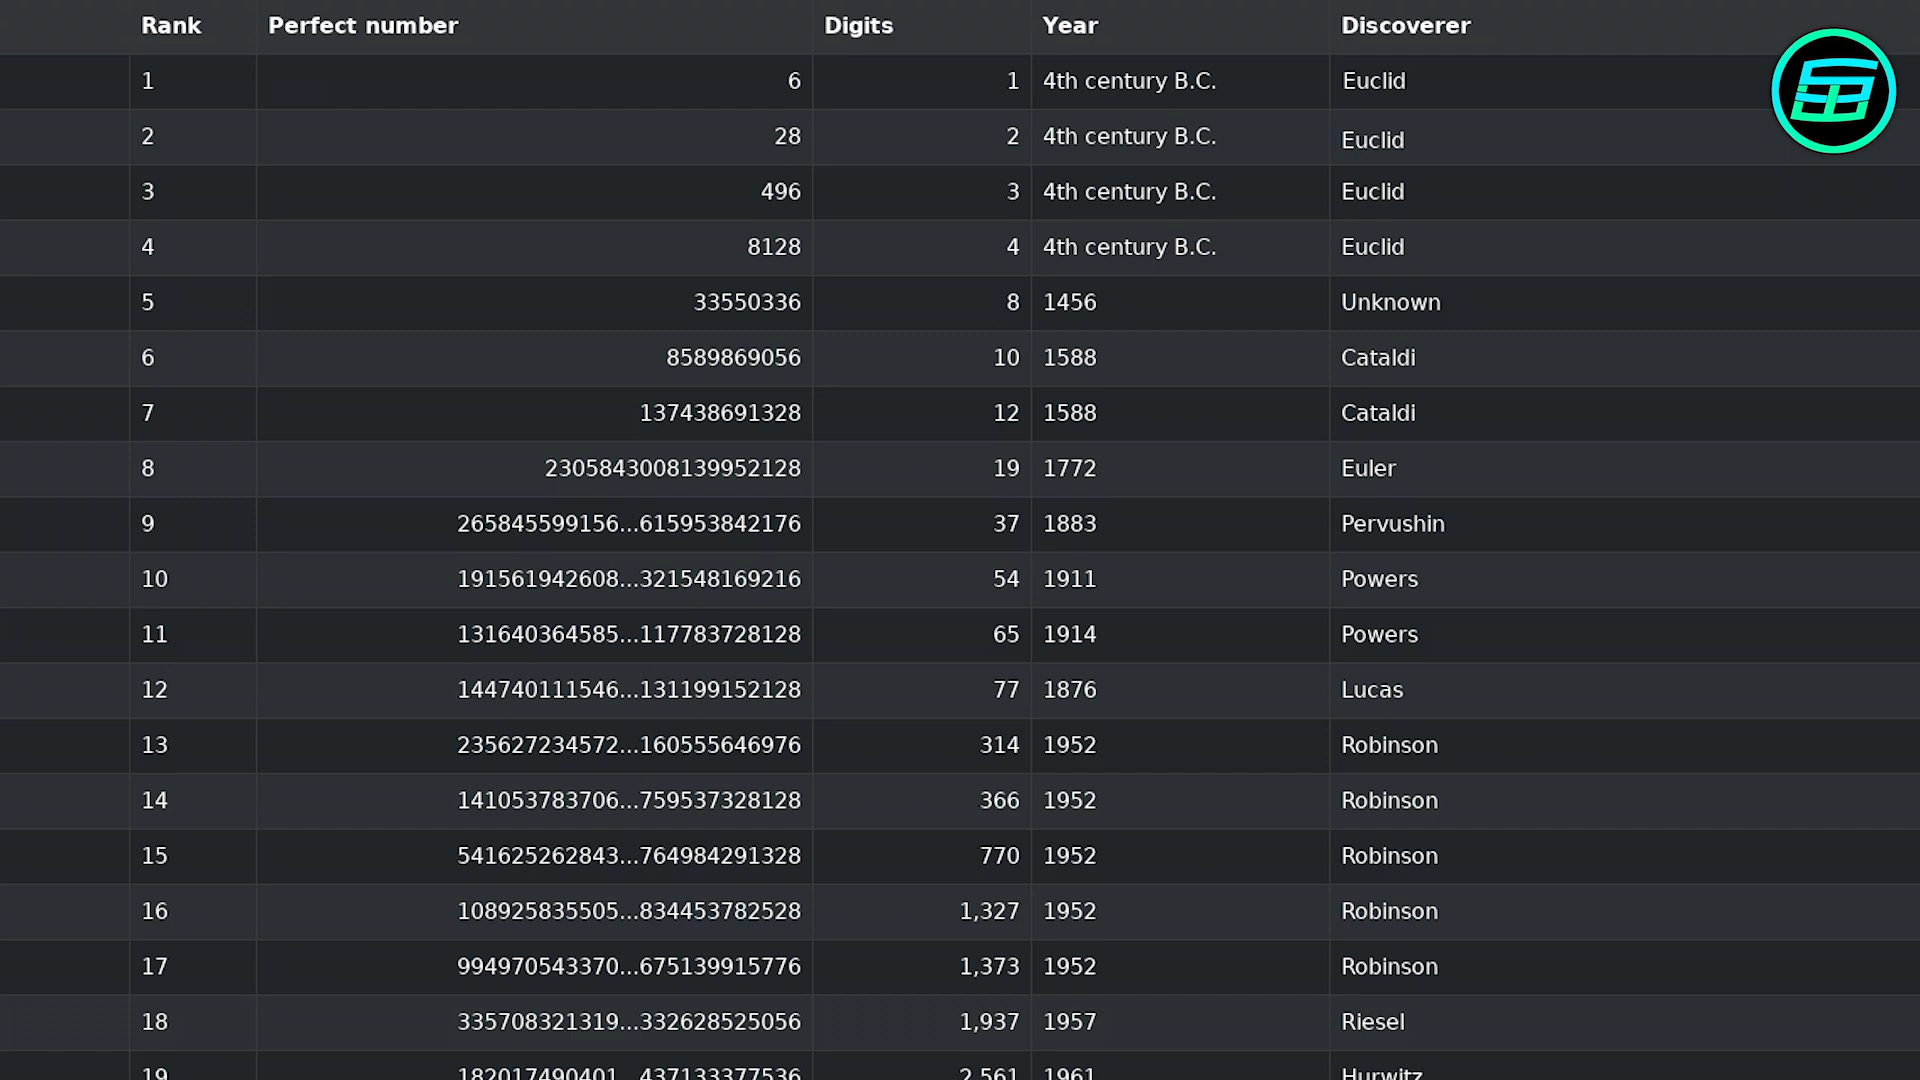 Rank Perfect number Digits Year Discoverer
1 6 1 4th century B.C. Euclid
2 28 2 4th century B.C. Euclid
3 496 3 4th century B.C. Euclid
4 8128 4 4th century B.C. Euclid
5 33550336 8 1456 Unknown
6 8589869056 10 1588 Cataldi
7 137438691328 12 1588 Cataldi
8 2305843008139952128 19 1772 Euler
9 265845599156...615953842176 37 1883 Pervushin
10 191561942608...321548169216 54 1911 Powers
11 131640364585...117783728128 65 1914 Powers
12 144740111546...131199152128 77 1876 Lucas
13 235627234572...160555646976 314 1952 Robinson
14 141053783706...759537328128 366 1952 Robinson
15 541625262843...764984291328 770 1952 Robinson
16 108925835505...834453782528 1,327 1952 Robinson
17 994970543370...675139915776 1,373 1952 Robinson
18 335708321319...332628525056 1,937 1957 Riesel
19 182017490401...437133377536 2,561 1961 Hurwitz